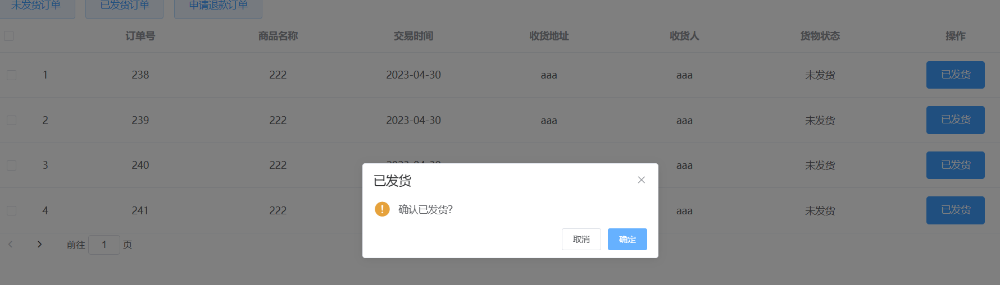 未发货订单 已发货订单 申请退款订单
订单号 商品名称 交易时间 收货地址 收货人 货物状态 操作
1 238 222 2023-04-30 aaa aaa 未发货 已发货
2 239 222 2023-04-30 aaa aaa 未发货 已发货
3 240 222 2023-04-30 aaa 未发货 已发货
已发货
确认已发货?
4 241 222 aaa 未发货 已发货
取消 确定
前往 1 页